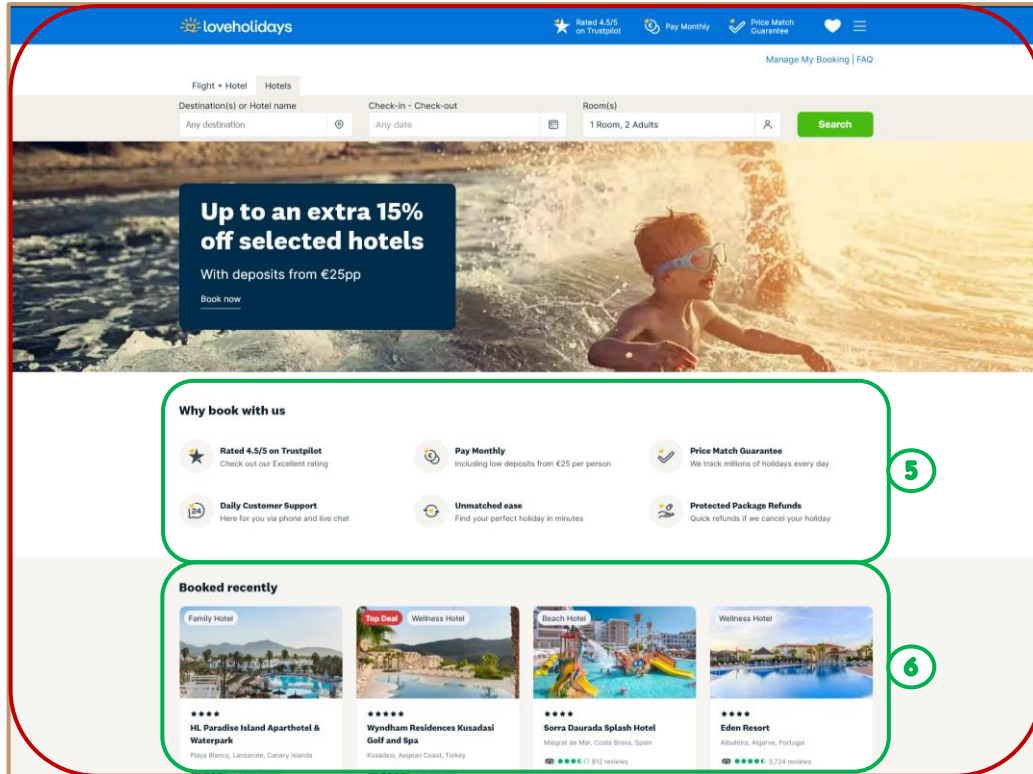 loveholidays
Rated 4.5/5
on Trustpilot
Pay Monthly
Price Match
Guarantee
Manage My Booking | FAQ
Flight + Hotel
Hotels
Destination(s) or Hotel name
Check-in - Check-out
Room(s)
Any destination
Any date
1 Room, 2 Adults
Search
Up to an extra 15%
off selected hotels
With deposits from €25pp
Book now
Why book with us
Rated 4.5/5 on Trustpilot
Check out our Excellent rating
Pay Monthly
Including low deposits from €25 per person
Price Match Guarantee
We track millions of holidays every day
5
24
Daily Customer Support
Here for you via phone and live chat
Unmatched ease
Find your perfect holiday in minutes
Protected Package Refunds
Quick refunds if we cancel your holiday
Booked recently
Family Hotel
Top Deal
Wellness Hotel
Beach Hotel
Wellness Hotel
6
HL Paradise Island Aparthotel &
Waterpark
Playa Blanca, Lanzarote, Canary Islands
Wyndham Residences Kusadasi
Golf and Spa
Kusadasi, Aegean Coast, Turkey
Sorra Daurada Splash Hotel
Malgrat de Mar, Costa Brava, Spain
812 reviews
Eden Resort
Albufeira, Algarve, Portugal
3,724 reviews